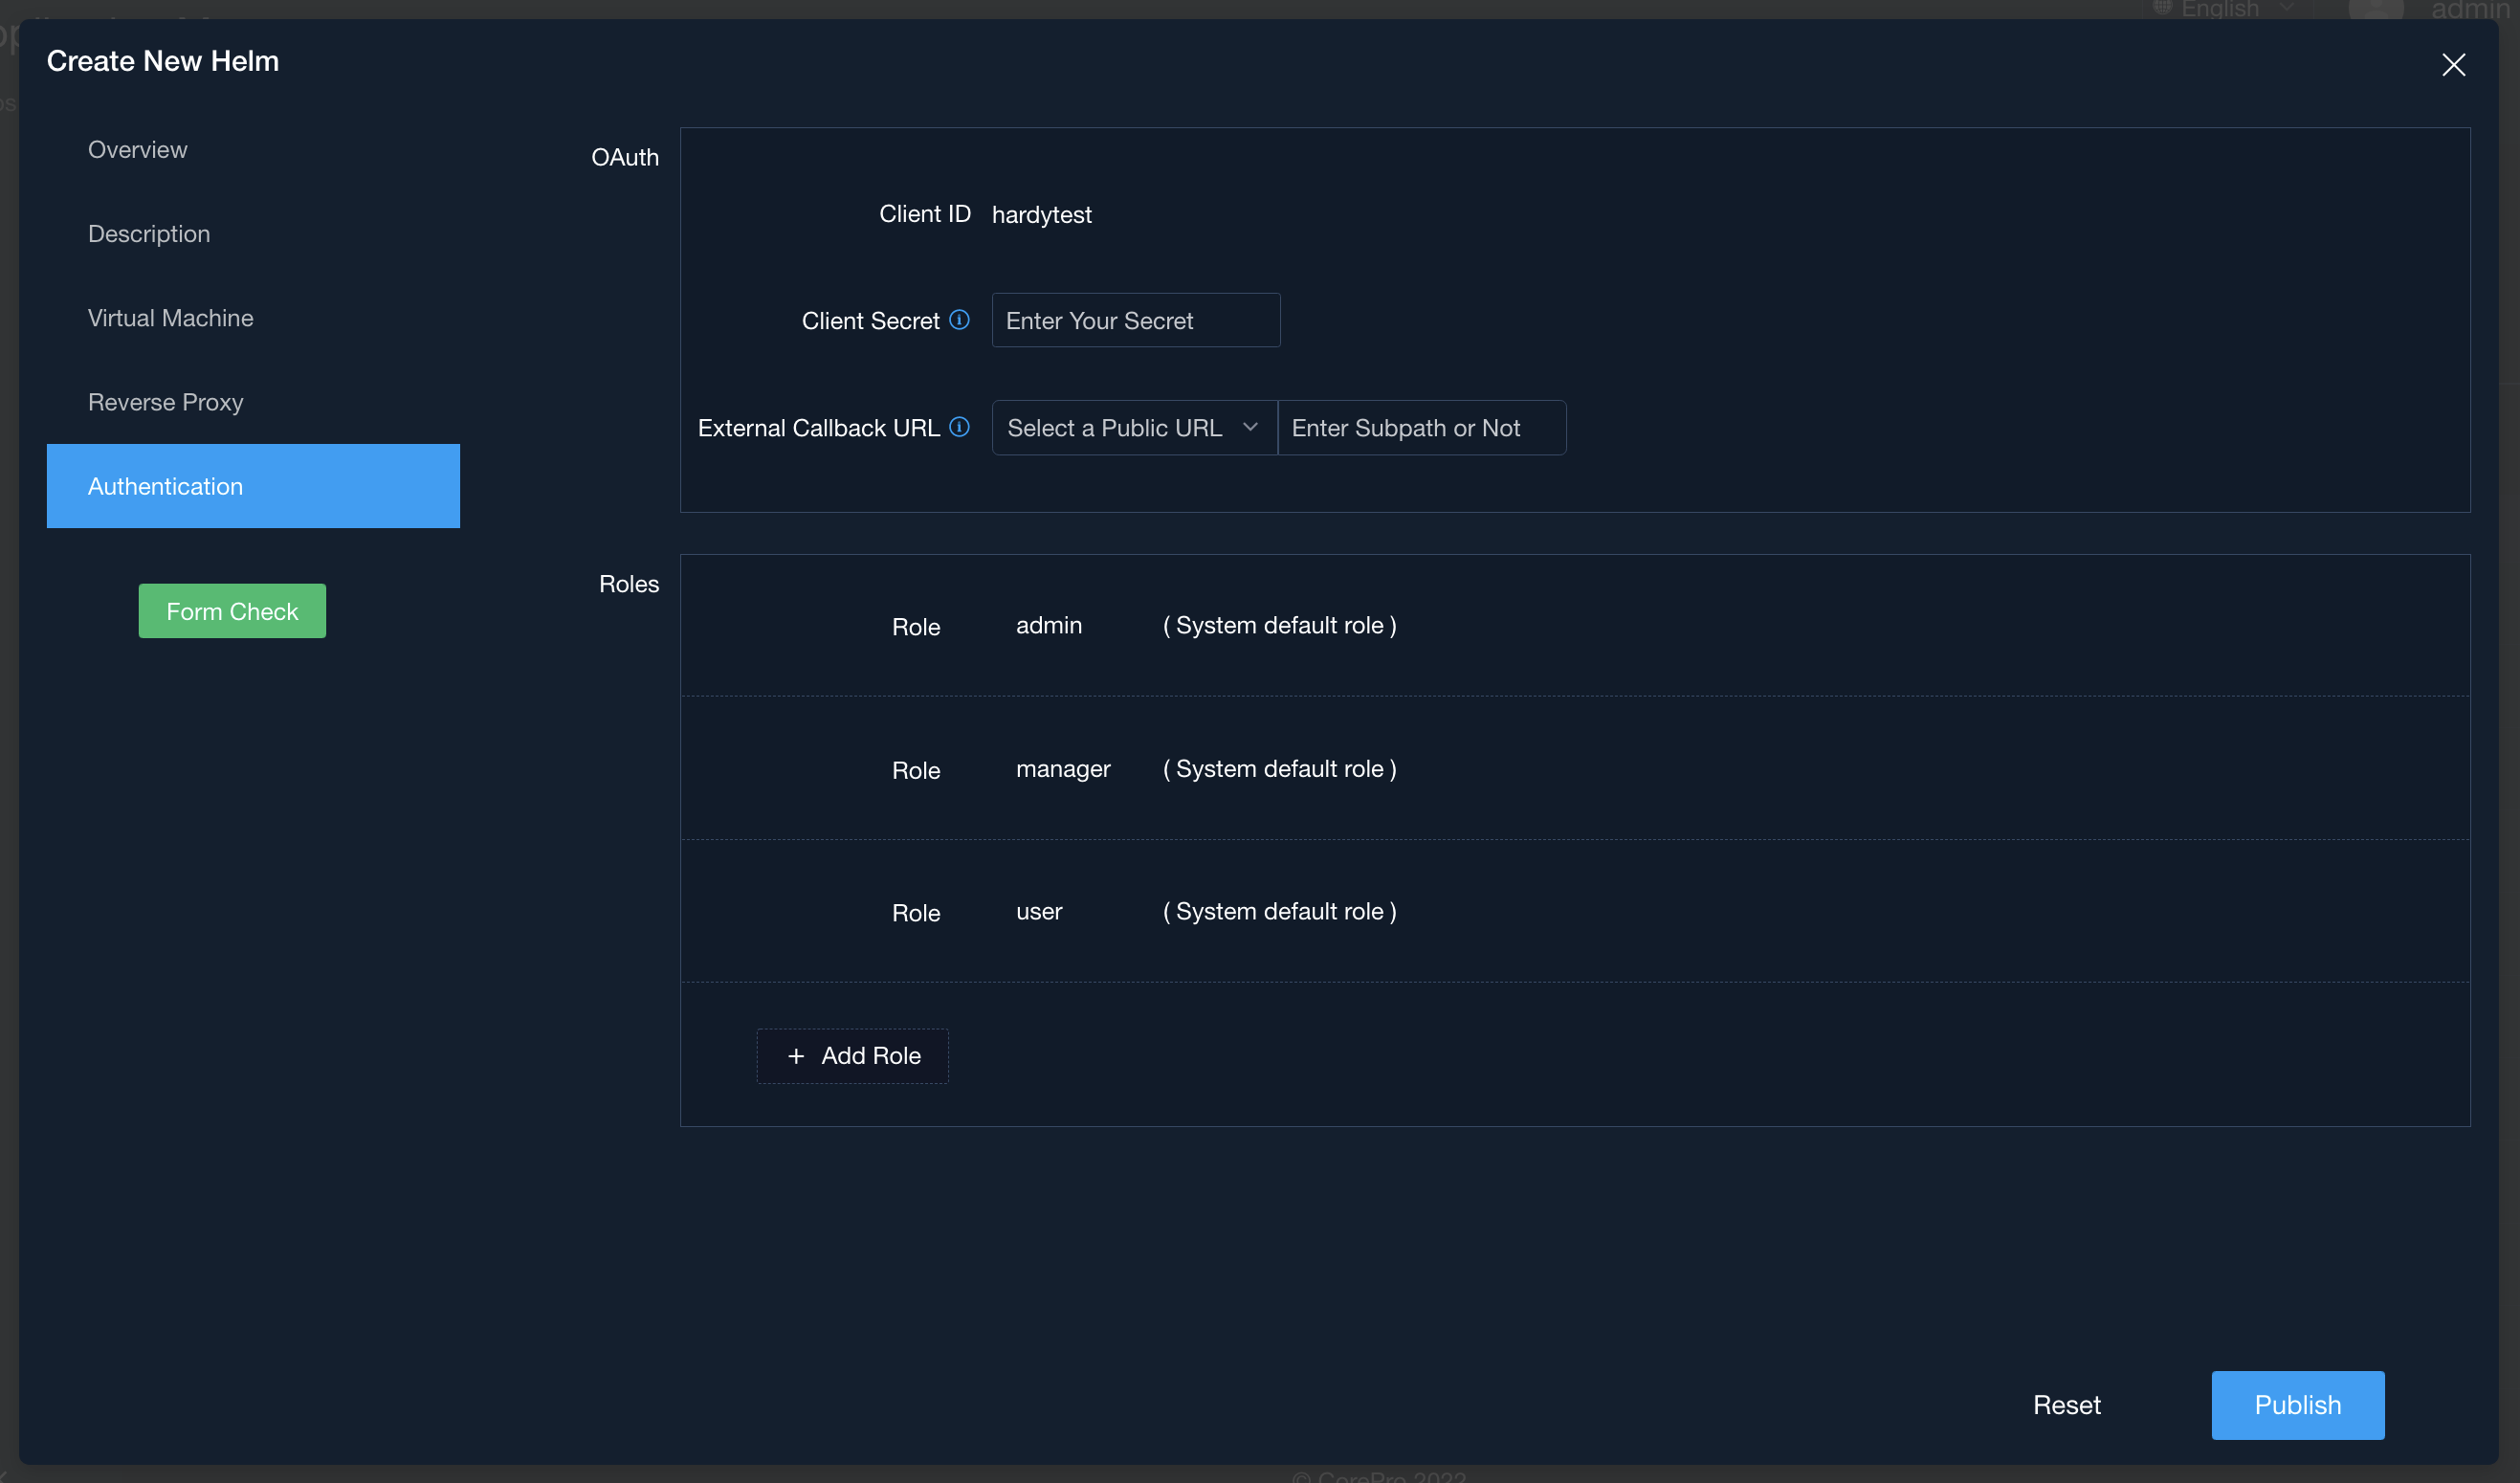 English
admin
Create New Helm
Overview
Description
Virtual Machine
Reverse Proxy
Authentication
Form Check
OAuth
Client ID hardytest
Client Secret Enter Your Secret
External Callback URL Select a Public URL Enter Subpath or Not
Roles
Role admin ( System default role )
Role manager ( System default role )
Role user ( System default role )
+ Add Role
Reset
Publish
© CorePro 2022